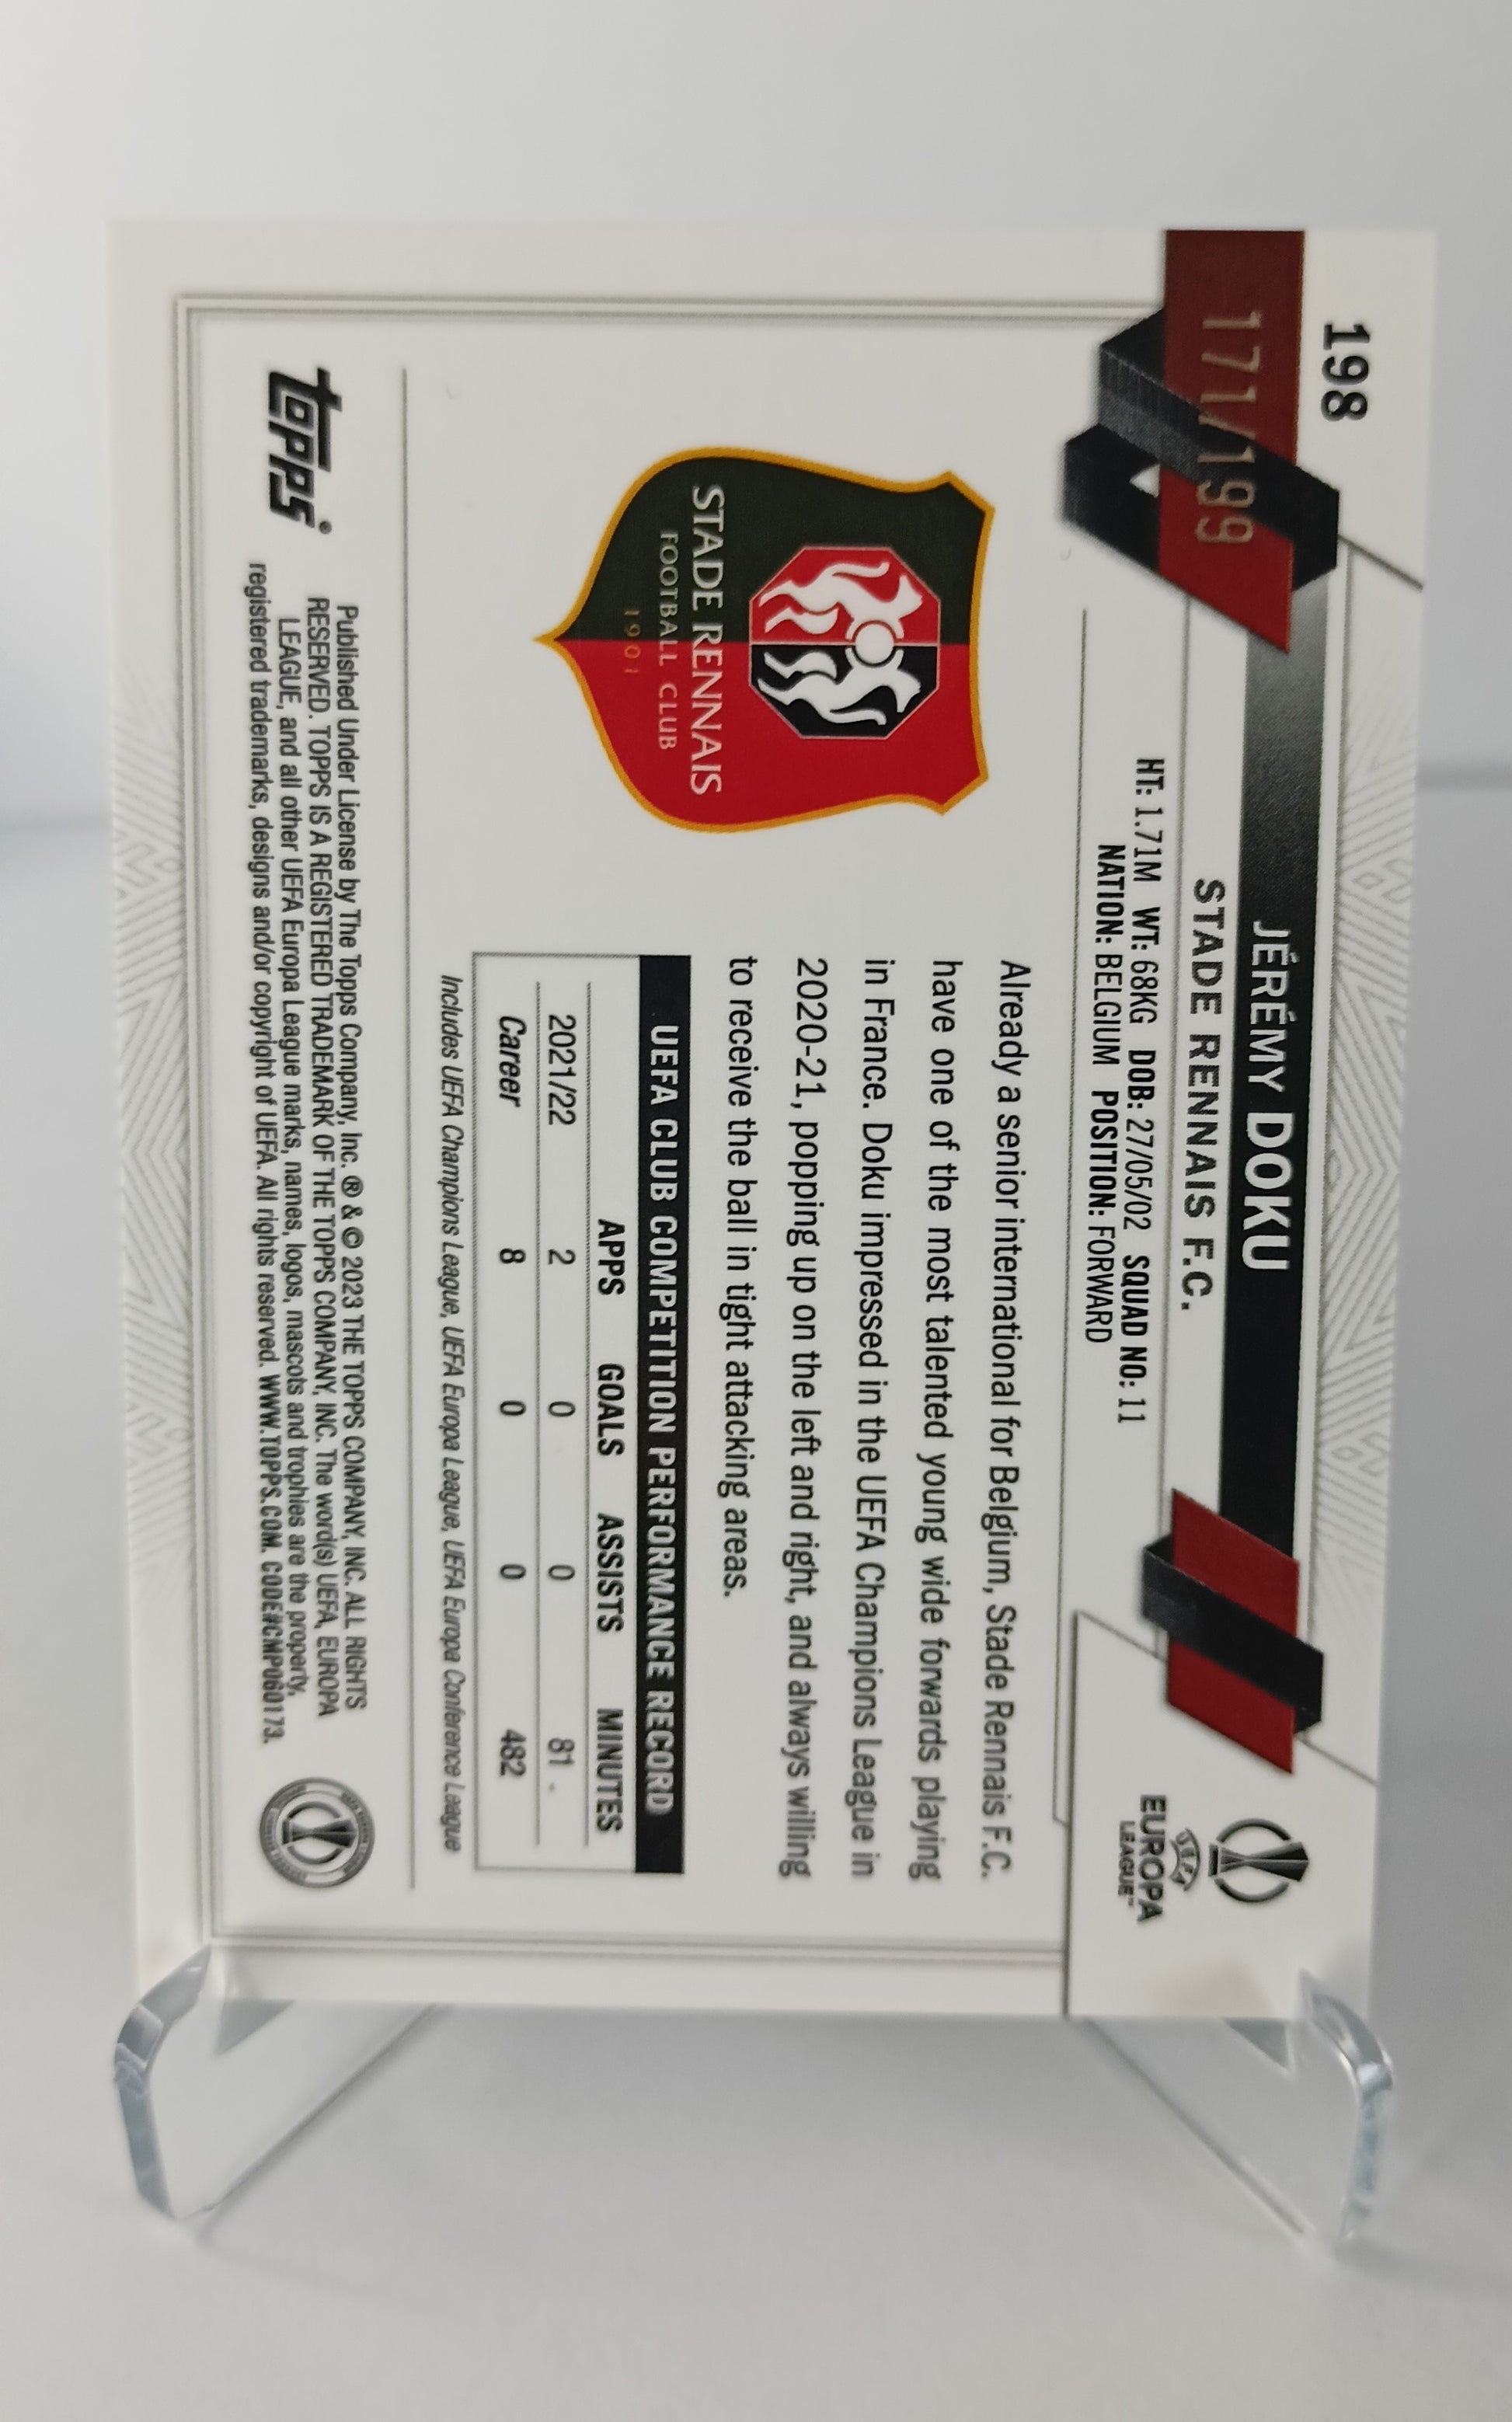 198
171/199
JÉRÉMY DOKU
STADE RENNAIS F.C.
HT: 1.71M WT: 68KG DOB: 27/05/02 SQUAD NO: 11
NATION: BELGIUM POSITION: FORWARD
UEFA
EUROPA
LEAGUE™
STADE RENNAIS
FOOTBALL CLUB
1901
Already a senior international for Belgium, Stade Rennais F.C.
have one of the most talented young wide forwards playing
in France. Doku impressed in the UEFA Champions League in
2020-21, popping up on the left and right, and always willing
to receive the ball in tight attacking areas.
UEFA CLUB COMPETITION PERFORMANCE RECORD
APPS GOALS ASSISTS MINUTES
2021/22 2 0 0 81
Career 8 0 0 482
Includes UEFA Champions League, UEFA Europa League, UEFA Europa Conference League
topps®
Published Under License by The Topps Company, Inc. ® & © 2023 THE TOPPS COMPANY, INC. ALL RIGHTS
RESERVED. TOPPS IS A REGISTERED TRADEMARK OF THE TOPPS COMPANY, INC. The word(s) UEFA, EUROPA
LEAGUE, and all other UEFA Europa League marks, names, logos, mascots and trophies are the property,
registered trademarks, designs and/or copyright of UEFA. All rights reserved. WWW.TOPPS.COM. CODE#CMP060173.